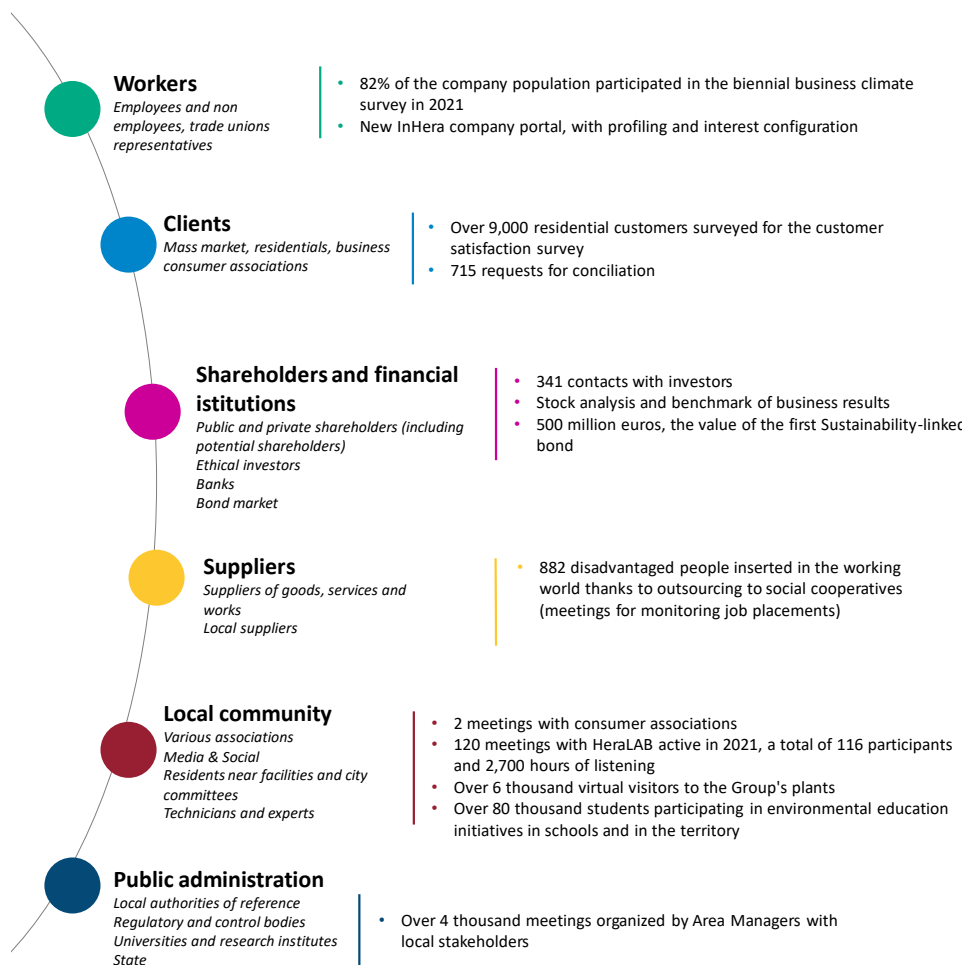 Workers
Employees and non
employees, trade unions
representatives
• 82% of the company population participated in the biennial business climate
survey in 2021
• New InHera company portal, with profiling and interest configuration
Clients
Mass market, residentials, business
consumer associations
• Over 9,000 residential customers surveyed for the customer
satisfaction survey
• 715 requests for conciliation
Shareholders and financial
istitutions
Public and private shareholders (including
potential shareholders)
Ethical investors
Banks
Bond market
• 341 contacts with investors
• Stock analysis and benchmark of business results
• 500 million euros, the value of the first Sustainability-linked
bond
Suppliers
Suppliers of goods, services and
works
Local suppliers
• 882 disadvantaged people inserted in the working
world thanks to outsourcing to social cooperatives
(meetings for monitoring job placements)
Local community
Various associations
Media & Social
Residents near facilities and city
committees
Technicians and experts
• 2 meetings with consumer associations
• 120 meetings with HeraLAB active in 2021, a total of 116 participants
and 2,700 hours of listening
• Over 6 thousand virtual visitors to the Group's plants
• Over 80 thousand students participating in environmental education
initiatives in schools and in the territory
Public administration
Local authorities of reference
Regulatory and control bodies
Universities and research institutes
State
• Over 4 thousand meetings organized by Area Managers with
local stakeholders